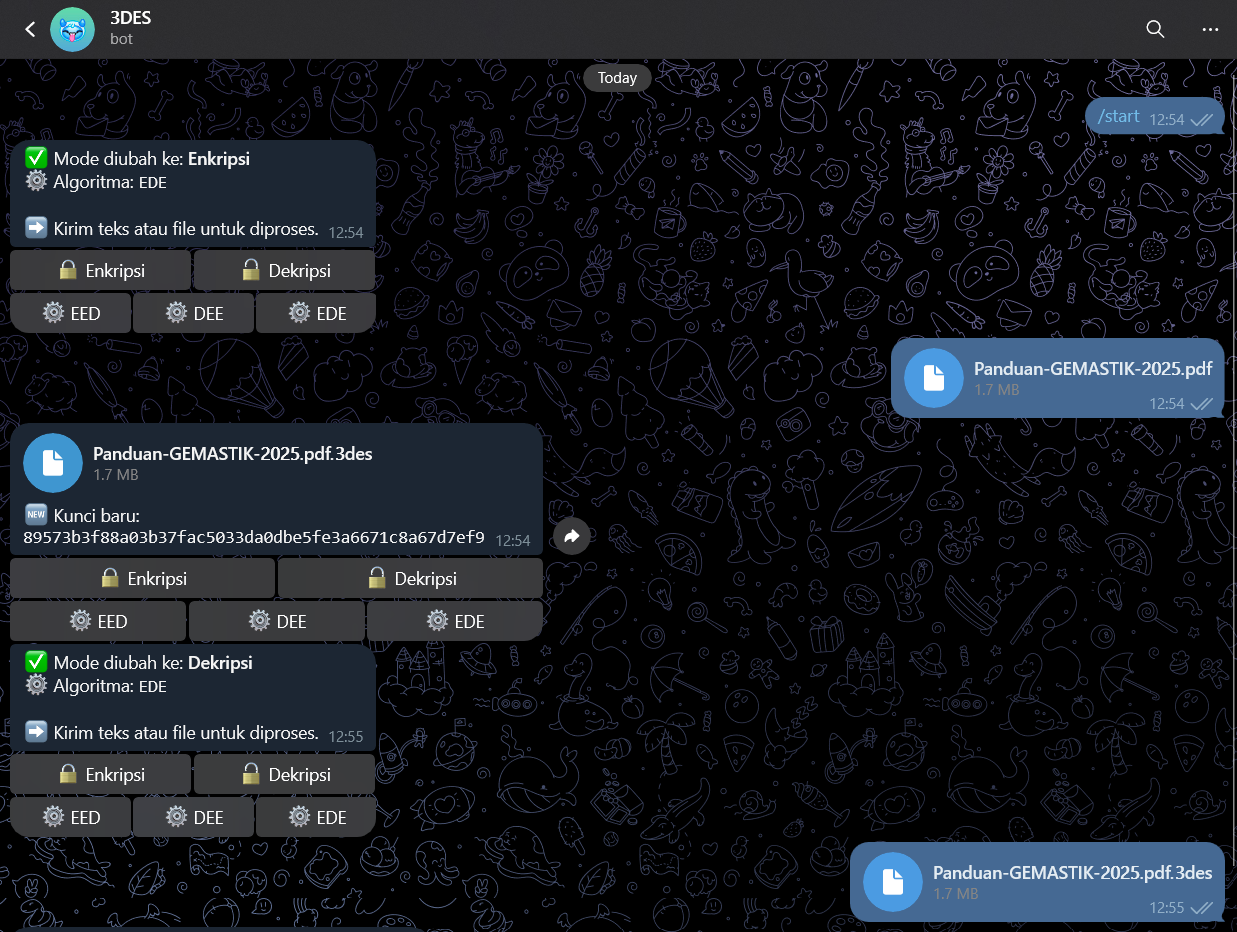 3DES
bot
Today
/start 12:54
✅ Mode diubah ke: Enkripsi
⚙️ Algoritma: EDE
➡️ Kirim teks atau file untuk diproses. 12:54
🔓 Enkripsi 🔓 Dekripsi
⚙️ EED ⚙️ DEE ⚙️ EDE
Panduan-GEMASTIK-2025.pdf
1.7 MB
12:54
Panduan-GEMASTIK-2025.pdf.3des
1.7 MB
🆕 Kunci baru:
89573b3f88a03b37fac5033da0dbe5fe3a6671c8a67d7ef9 12:54
🔒 Enkripsi 🔓 Dekripsi
⚙️ EED ⚙️ DEE ⚙️ EDE
✅ Mode diubah ke: Dekripsi
⚙️ Algoritma: EDE
➡️ Kirim teks atau file untuk diproses. 12:55
🔒 Enkripsi 🔓 Dekripsi
⚙️ EED ⚙️ DEE ⚙️ EDE
Panduan-GEMASTIK-2025.pdf.3des
1.7 MB
12:55